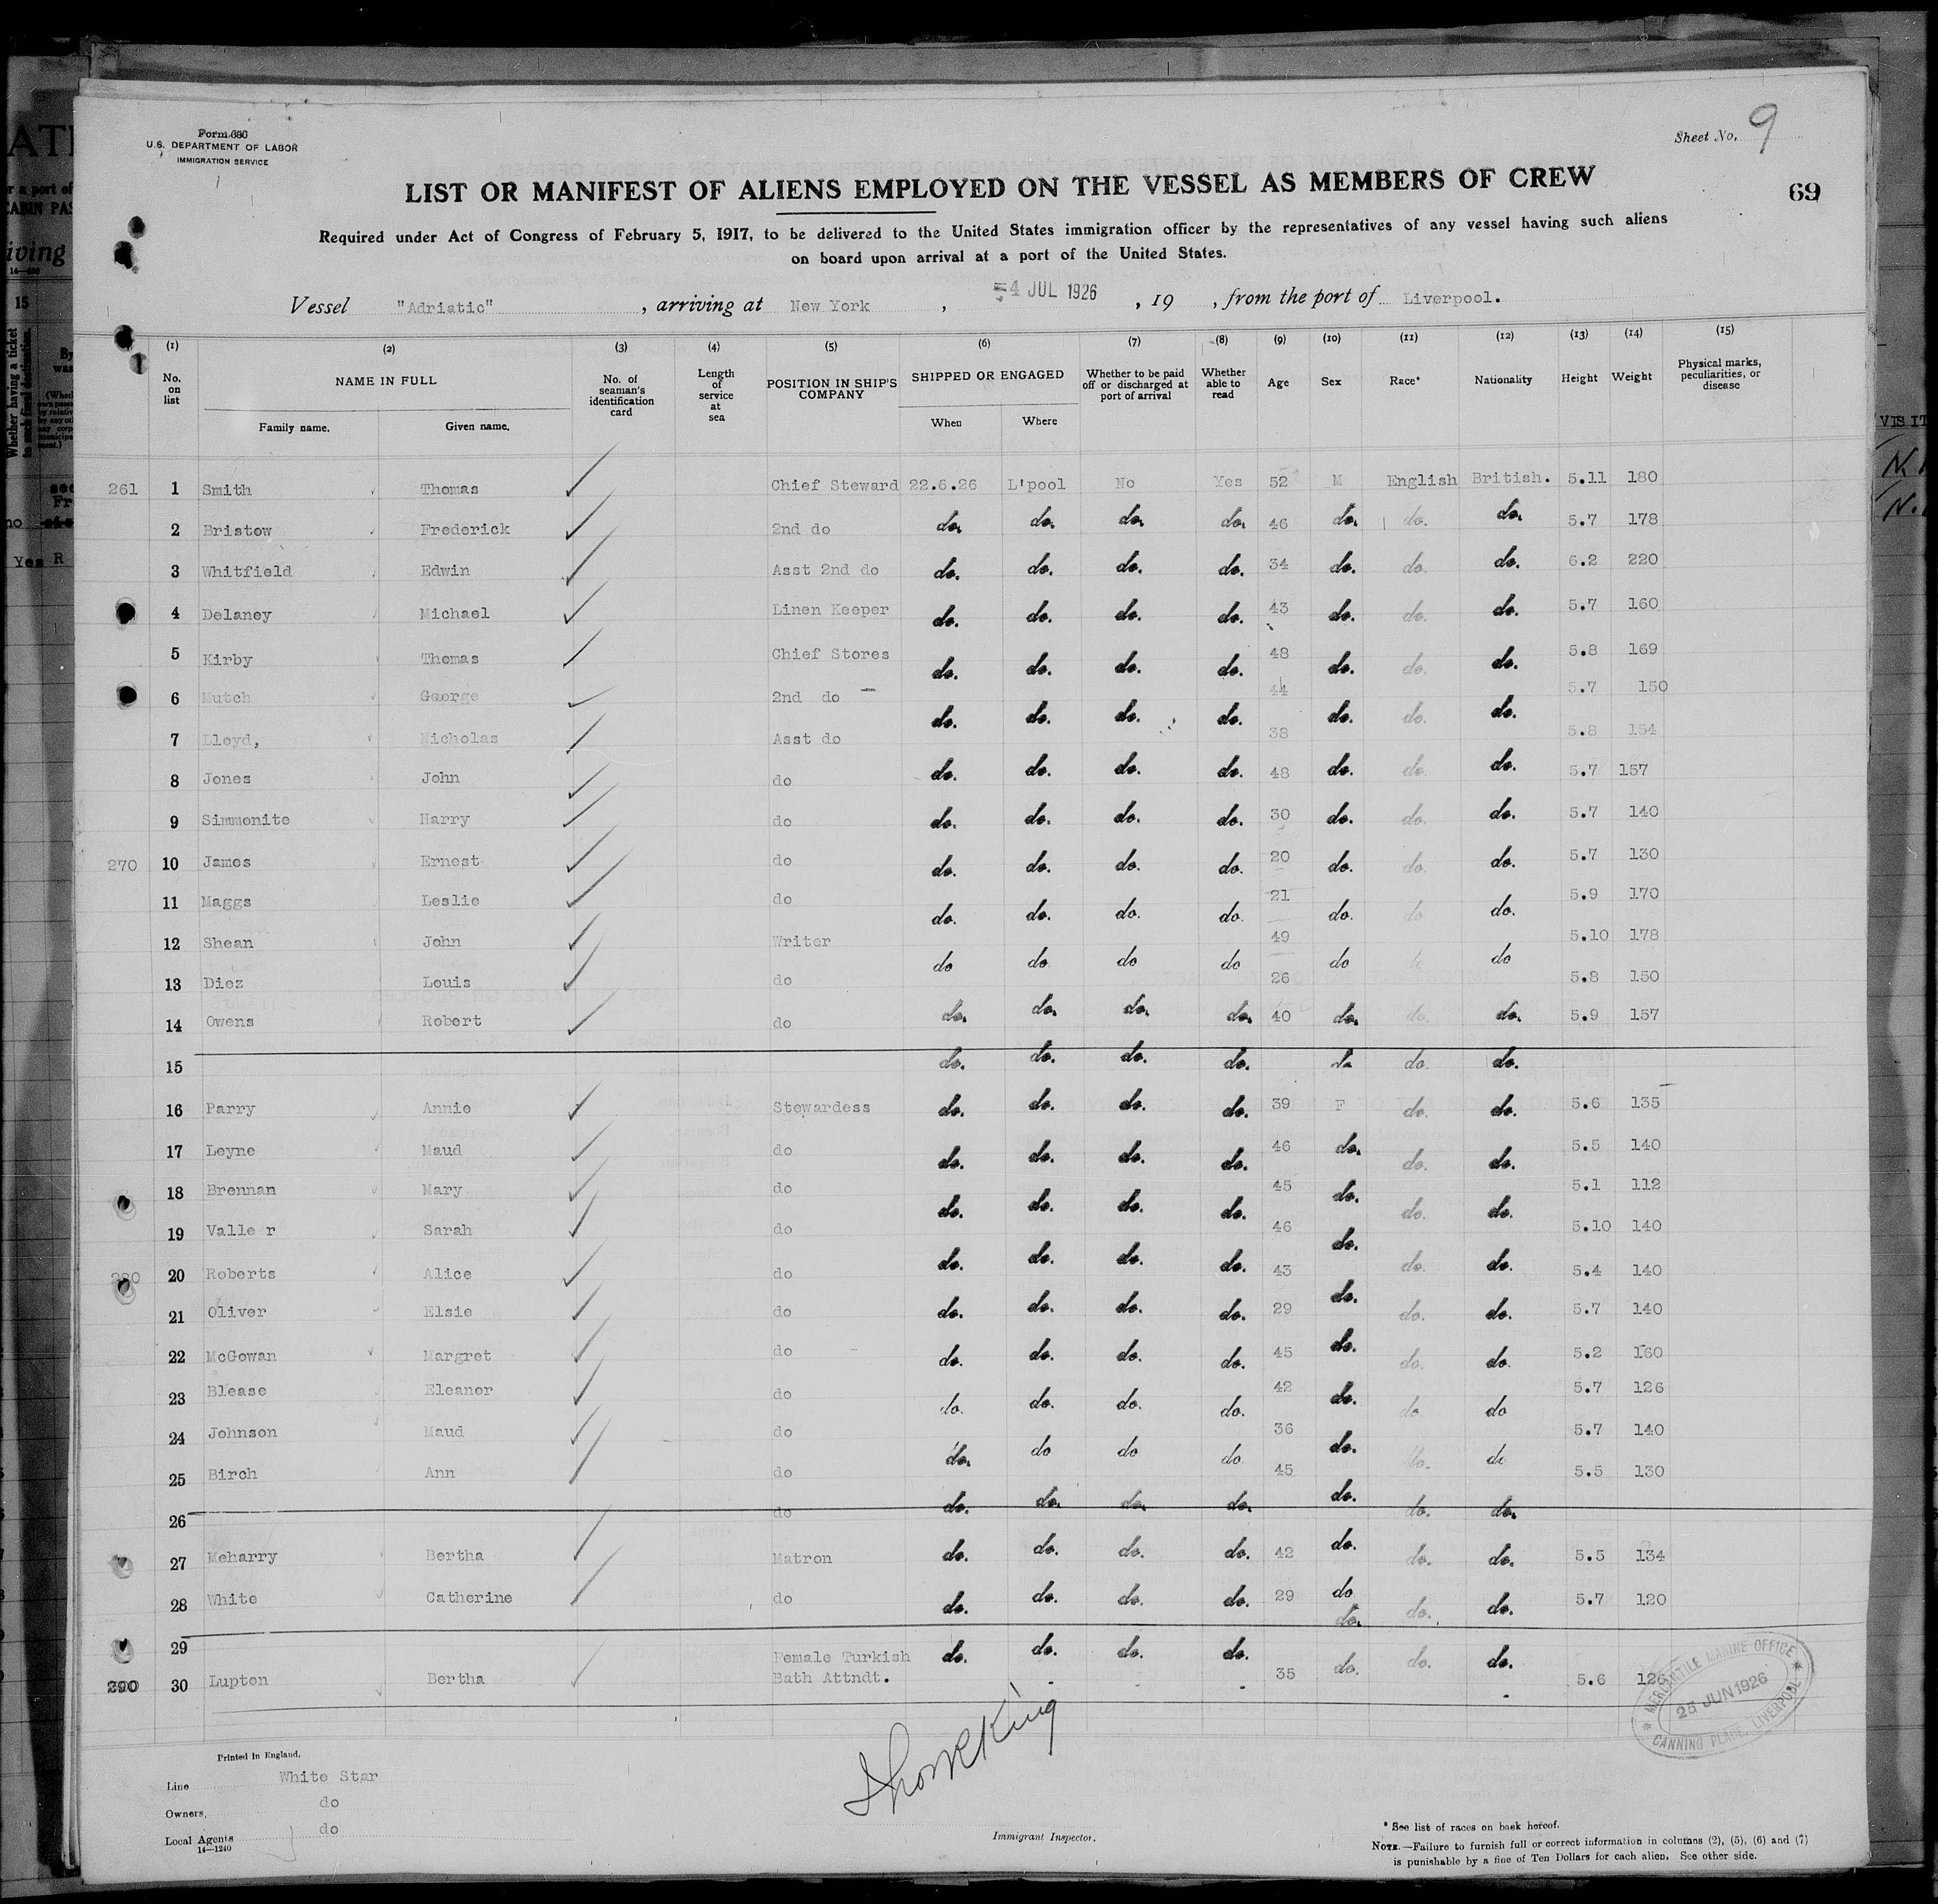 Form 680
U.S. DEPARTMENT OF LABOR
IMMIGRATION SERVICE
Sheet No. 9
LIST OR MANIFEST OF ALIENS EMPLOYED ON THE VESSEL AS MEMBERS OF CREW
69
Required under Act of Congress of February 5, 1917, to be delivered to the United States immigration officer by the representatives of any vessel having such aliens
on board upon arrival at a port of the United States.
Vessel "Adriatic", arriving at New York, 4 JUL 1926, 19 , from the port of Liverpool.
(1) (2) (3) (4) (5) (6) (7) (8) (9) (10) (11) (12) (13) (14) (15)
No. on list NAME IN FULL No. of seaman's identification card Length of service at sea POSITION IN SHIP'S COMPANY SHIPPED OR ENGAGED Whether to be paid off or discharged at port of arrival Whether able to read Age Sex Race* Nationality Height Weight Physical marks, peculiarities, or disease
Family name. Given name. When Where
261 1 Smith Thomas Chief Steward 22.6.26 L'pool No Yes 52 M English British. 5.11 180
2 Bristow Frederick 2nd do do. do. do. do. 46 do. do. do. 5.7 178
3 Whitfield Edwin Asst 2nd do do. do. do. do. 34 do. do. do. 6.2 220
4 Delaney Michael Linen Keeper do. do. do. do. 43 do. do. do. 5.7 160
5 Kirby Thomas Chief Stores do. do. do. do. 48 do. do. do. 5.8 169
6 Mutch George 2nd do do. do. do. do. 44 do. do. do. 5.7 150
7 Lloyd, Nicholas Asst do 38 5.8 154
8 Jones John do do. do. do. do. 48 do. do. do. 5.7 157
9 Simmonite Harry do do. do. do. do. 30 do. do. do. 5.7 140
270 10 James Ernest do do. do. do. do. 20 do. do. do. 5.7 130
11 Maggs Leslie do do. do. do. do. 21 do. do do. 5.9 170
12 Shean John Writer do do do do 49 do do 5.10 178
13 Diez Louis do 26 5.8 150
14 Owens Robert do do. do. do. do. 40 do. do. do. 5.9 157
15 do. do. do. do. do. do. do.
16 Parry Annie Stewardess do. do. do. do. 39 F do. do. 5.6 135
17 Leyne Maud do do. do. do. do. 46 do. do. do. 5.5 140
18 Brennan Mary do do. do. do. do. 45 do. do. do. 5.1 112
19 Valle r Sarah do 46 do. 5.10 140
280 20 Roberts Alice do do. do. do. do. 43 do. do. do. 5.4 140
21 Oliver Elsie do do. do. do. do. 29 do. do. 5.7 140
22 McGowan Margret do do. do. do. do. 45 do. do. do. 5.2 160
23 Blease Eleanor do do. do. do. do. 42 do. do. do 5.7 126
24 Johnson Maud do do. do do do 36 do. do. do 5.7 140
25 Birch Ann do 45 do. 5.5 130
26 do do. do. do. do. do. do.
27 Meharry Bertha Matron do. do. do. do. 42 do. do. do. 5.5 134
28 White Catherine do do. do. do. do. 29 do do. do. do. 5.7 120
29 do. do. do. do. do. do.
Female Turkish
290 30 Lupton Bertha Bath Attndt. 35 do. 5.6 126
MERCANTILE MARINE OFFICE
25 JUN 1926
CANNING PLACE, LIVERPOOL
Printed in England.
Line White Star
Owners, do
Local Agents do
14—1240
Immigrant Inspector.
* See list of races on back hereof.
NOTE.—Failure to furnish full or correct information in columns (2), (5), (6) and (7)
is punishable by a fine of Ten Dollars for each alien. See other side.